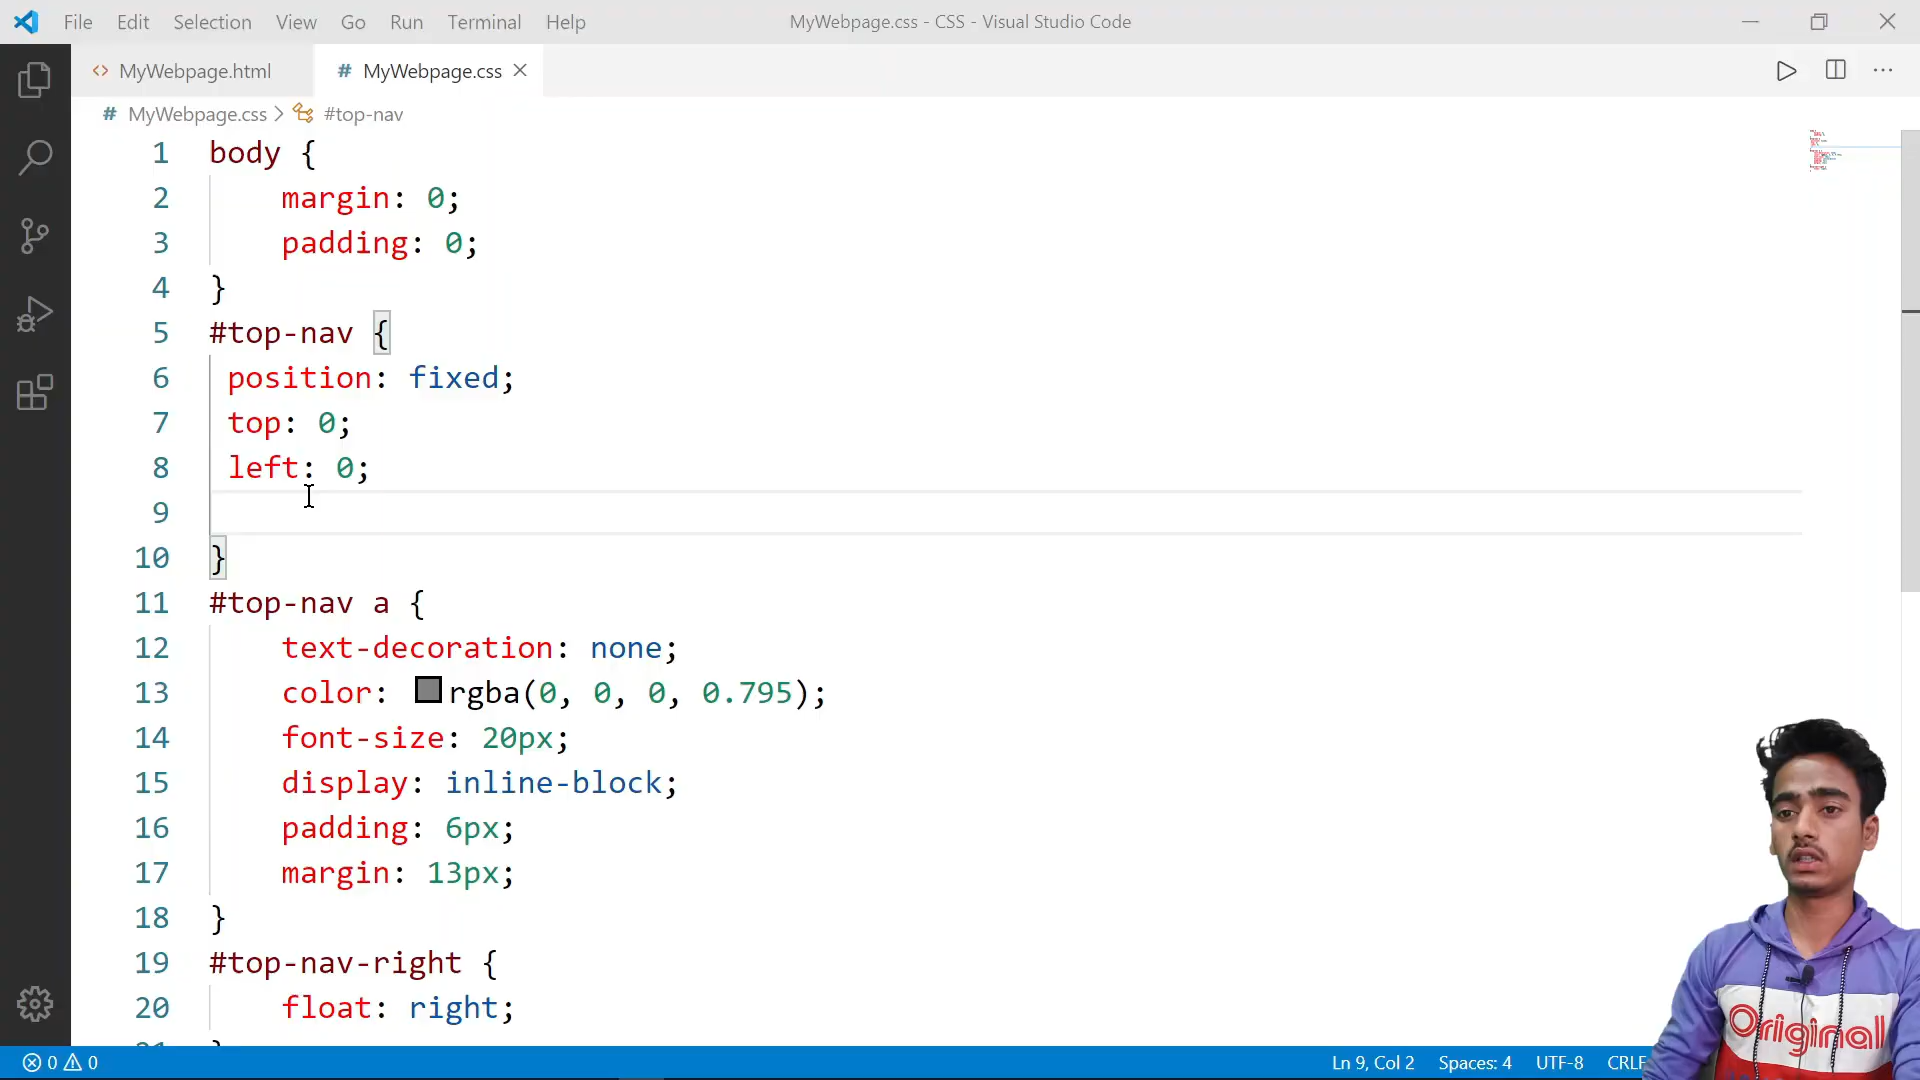 File Edit Selection View Go Run Terminal Help MyWebpage.css - CSS - Visual Studio Code
MyWebpage.html # MyWebpage.css
# MyWebpage.css > #top-nav
1 body {
2 margin: 0;
3 padding: 0;
4 }
5 #top-nav {
6 position: fixed;
7 top: 0;
8 left: 0;
9
10 }
11 #top-nav a {
12 text-decoration: none;
13 color: rgba(0, 0, 0, 0.795);
14 font-size: 20px;
15 display: inline-block;
16 padding: 6px;
17 margin: 13px;
18 }
19 #top-nav-right {
20 float: right;
Original
0 0 Ln 9, Col 2 Spaces: 4 UTF-8 CRLF